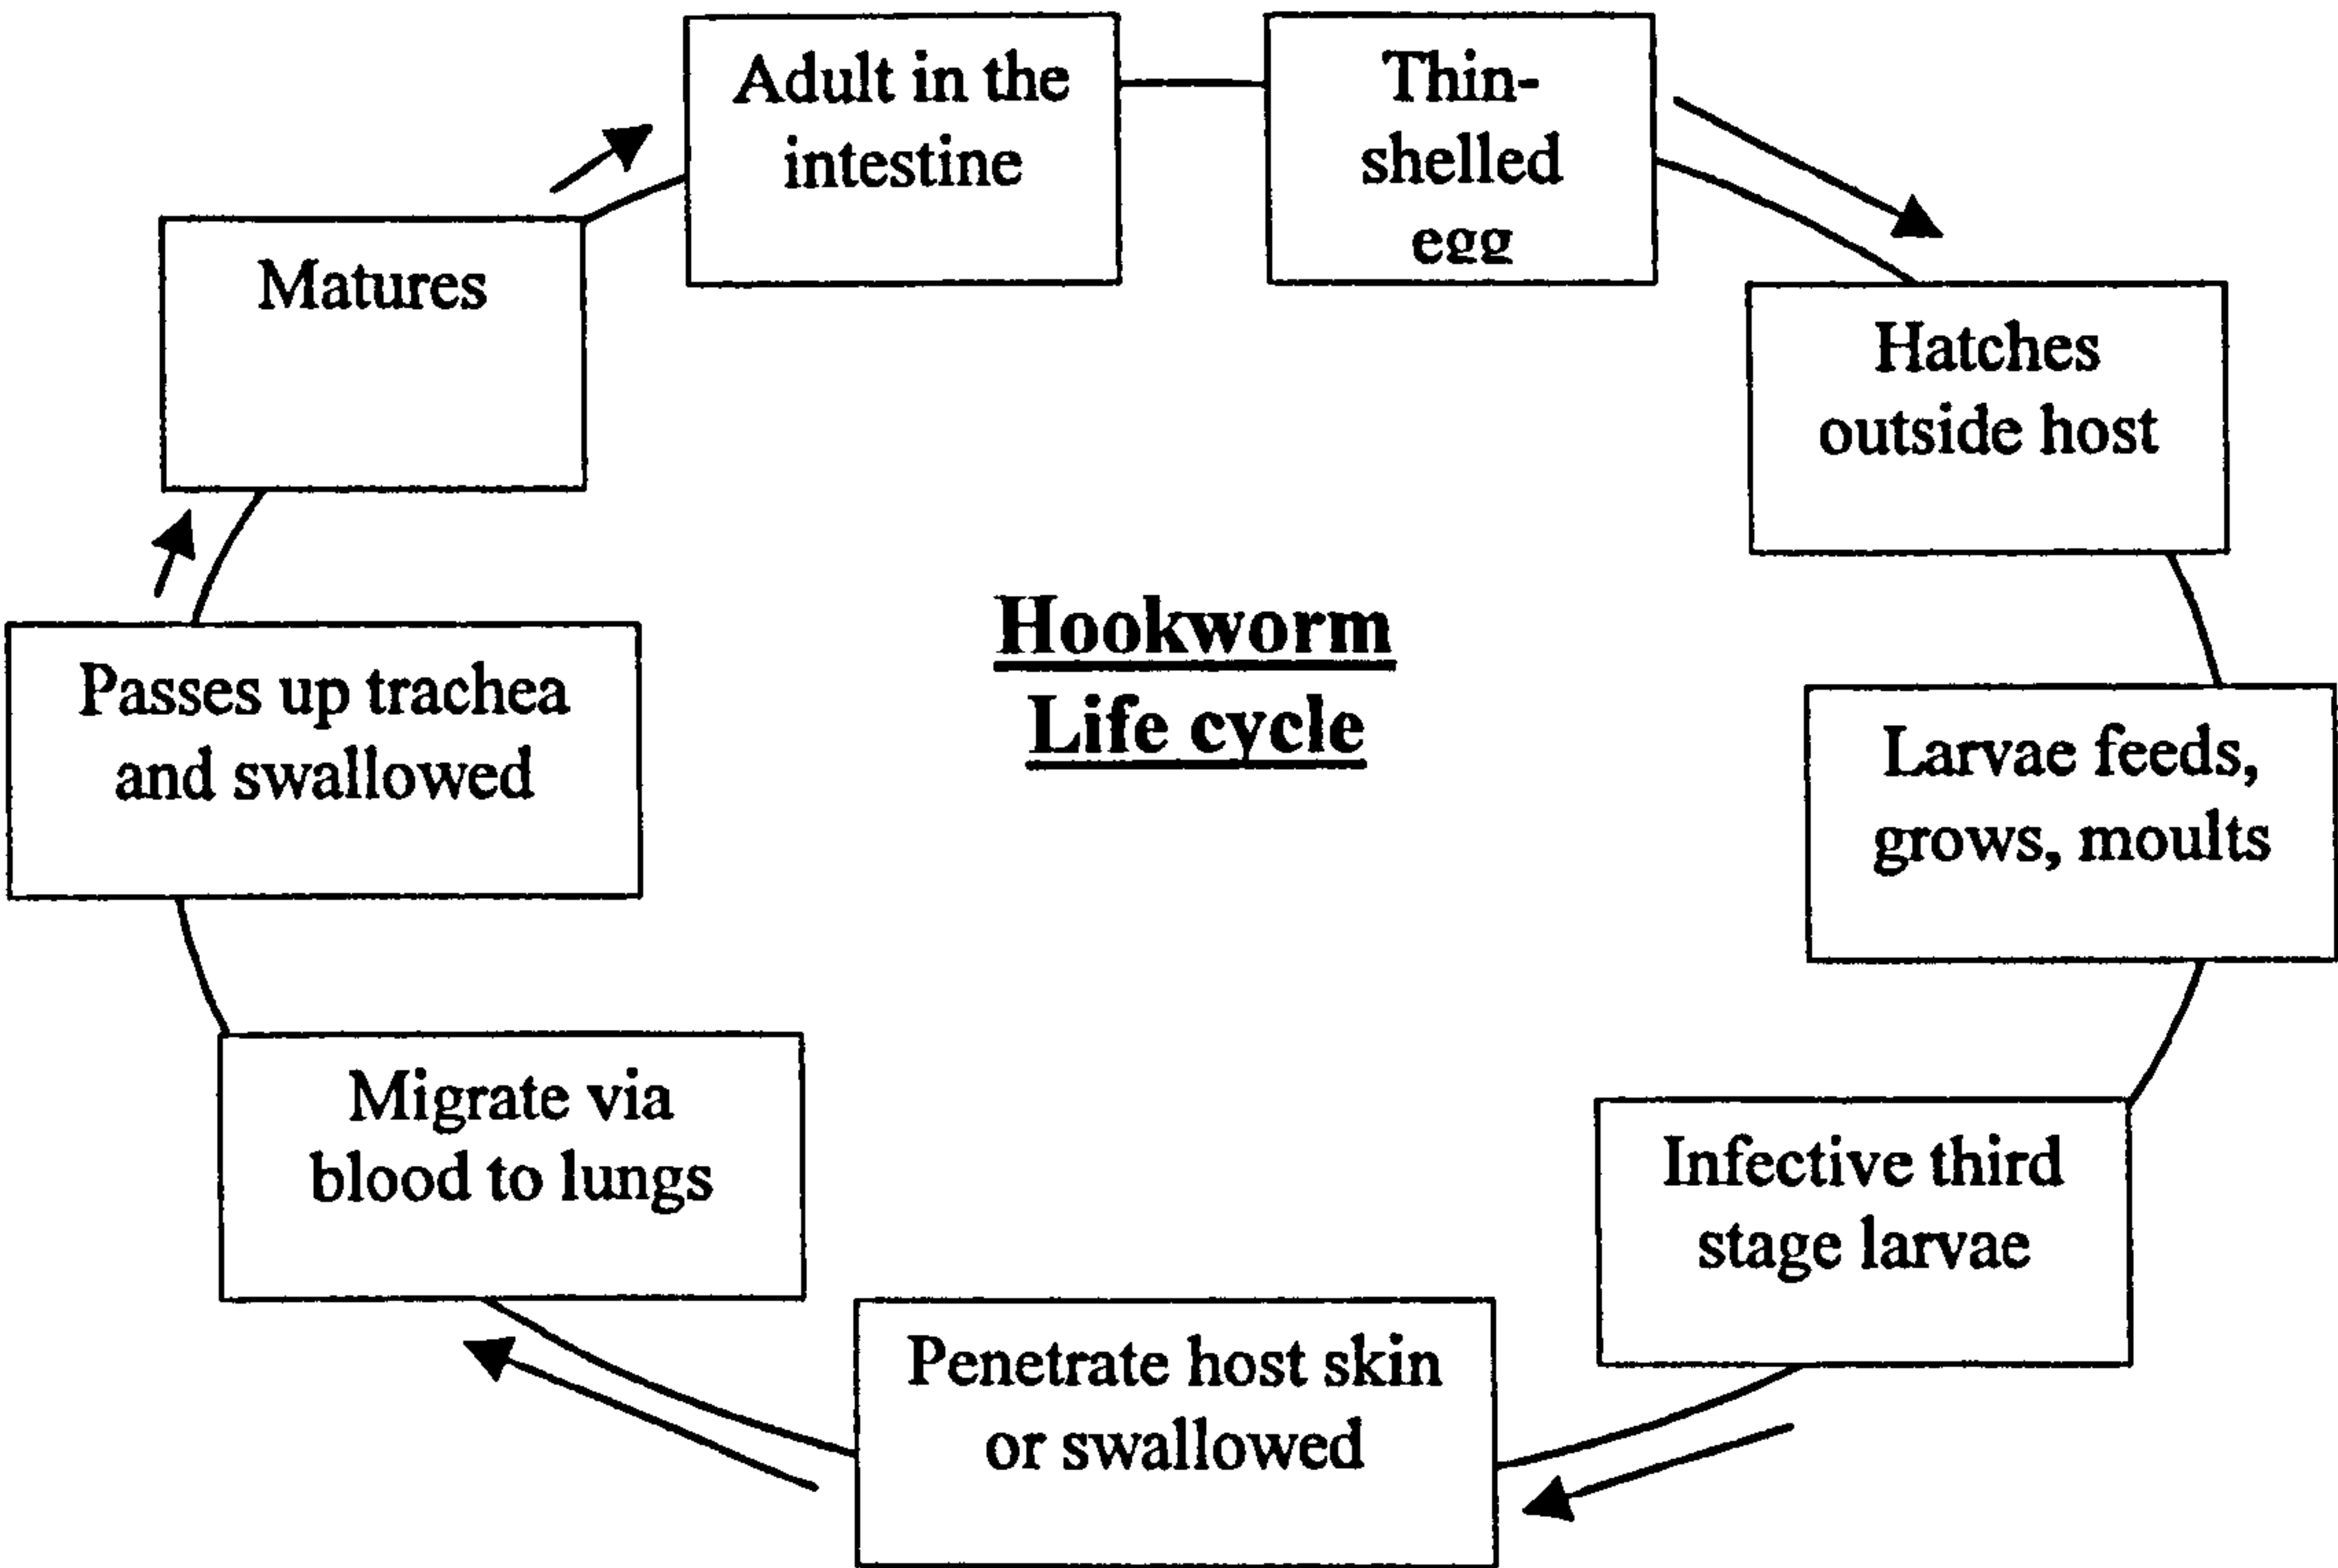 Adult in the
intestine
Thin-
shelled
egg
Matures
Hatches
outside host
Hookworm
Life cycle
Passes up trachea
and swallowed
Larvae feeds,
grows, moults
Migrate via
blood to lungs
Infective third
stage larvae
Penetrate host skin
or swallowed